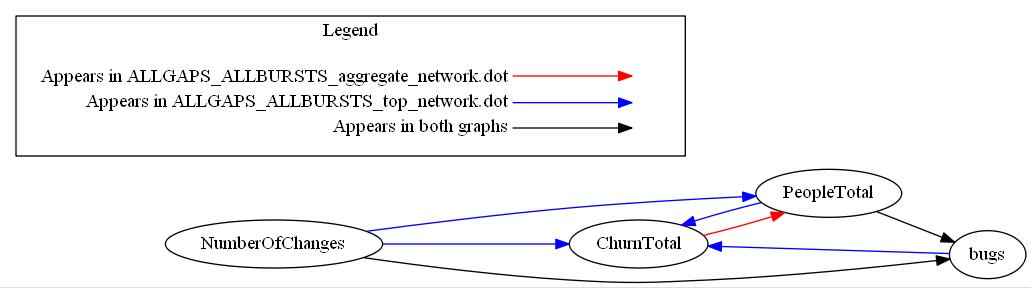 Legend
Appears in ALLGAPS_ALLBURSTS_aggregate_network.dot
Appears in ALLGAPS_ALLBURSTS_top_network.dot
Appears in both graphs
PeopleTotal
NumberOfChanges
ChurnTotal
bugs